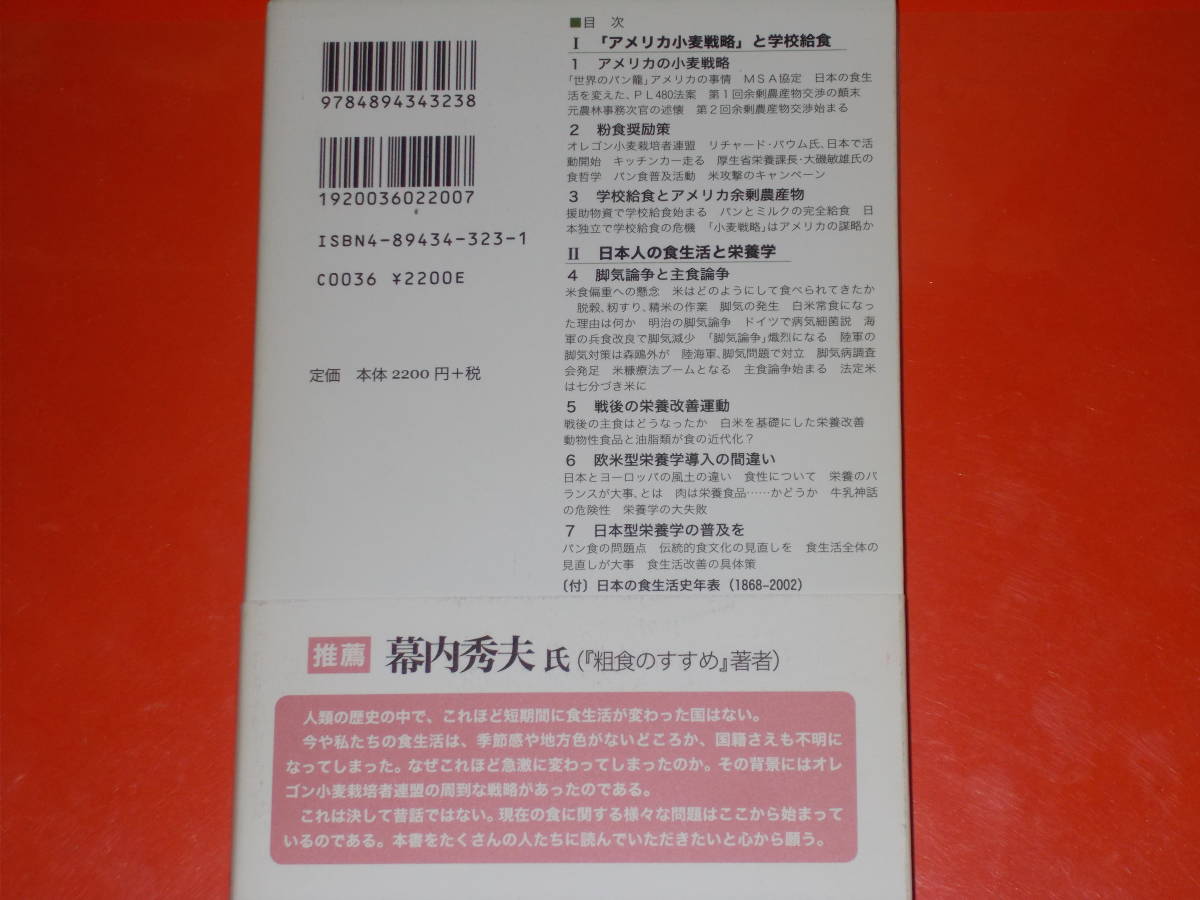 9784894343238
1920036022007
ISBN4-89434-323-1
C0036 ¥2200E
定価 本体 2200 円+税
■目 次
Ⅰ 「アメリカ小麦戦略」と学校給食
1 アメリカの小麦戦略
「世界のパン籠」アメリカの事情 MSA協定 日本の食生
活を変えた、PL480法案 第1回余剰農産物交渉の顛末
元農林事務次官の述懐 第2回余剰農産物交渉始まる
2 粉食奨励策
オレゴン小麦栽培者連盟 リチャード・バウム氏、日本で活
動開始 キッチンカー走る 厚生省栄養課長・大磯敏雄氏の
食哲学 パン食普及活動 米攻撃のキャンペーン
3 学校給食とアメリカ余剰農産物
援助物資で学校給食始まる パンとミルクの完全給食 日
本独立で学校給食の危機 「小麦戦略」はアメリカの謀略か
Ⅱ 日本人の食生活と栄養学
4 脚気論争と主食論争
米食偏重への懸念 米はどのようにして食べられてきたか
脱穀、籾すり、精米の作業 脚気の発生 白米常食になっ
た理由は何か 明治の脚気論争 ドイツで病気細菌説 海
軍の兵食改良で脚気減少 「脚気論争」熾烈になる 陸軍の
脚気対策は森鴎外が 陸海軍、脚気問題で対立 脚気病調査
会発足 米糠療法ブームとなる 主食論争始まる 法定米
は七分づき米に
5 戦後の栄養改善運動
戦後の主食はどうなったか 白米を基礎にした栄養改善
動物性食品と油脂類が食の近代化?
6 欧米型栄養学導入の間違い
日本とヨーロッパの風土の違い 食性について 栄養のバ
ランスが大事、とは 肉は栄養食品……かどうか 牛乳神話
の危険性 栄養学の大失敗
7 日本型栄養学の普及を
パン食の問題点 伝統的食文化の見直しを 食生活全体の
見直しが大事 食生活改善の具体策
〔付〕日本の食生活史年表(1868–2002)
推薦 幕内秀夫 氏(『粗食のすすめ』著者)
人類の歴史の中で、これほど短期間に食生活が変わった国はない。
今や私たちの食生活は、季節感や地方色がないどころか、国籍さえも不明に
なってしまった。なぜこれほど急激に変わってしまったのか。その背景にはオレ
ゴン小麦栽培者連盟の周到な戦略があったのである。
これは決して昔話ではない。現在の食に関する様々な問題はここから始まって
いるのである。本書をたくさんの人たちに読んでいただきたいと心から願う。